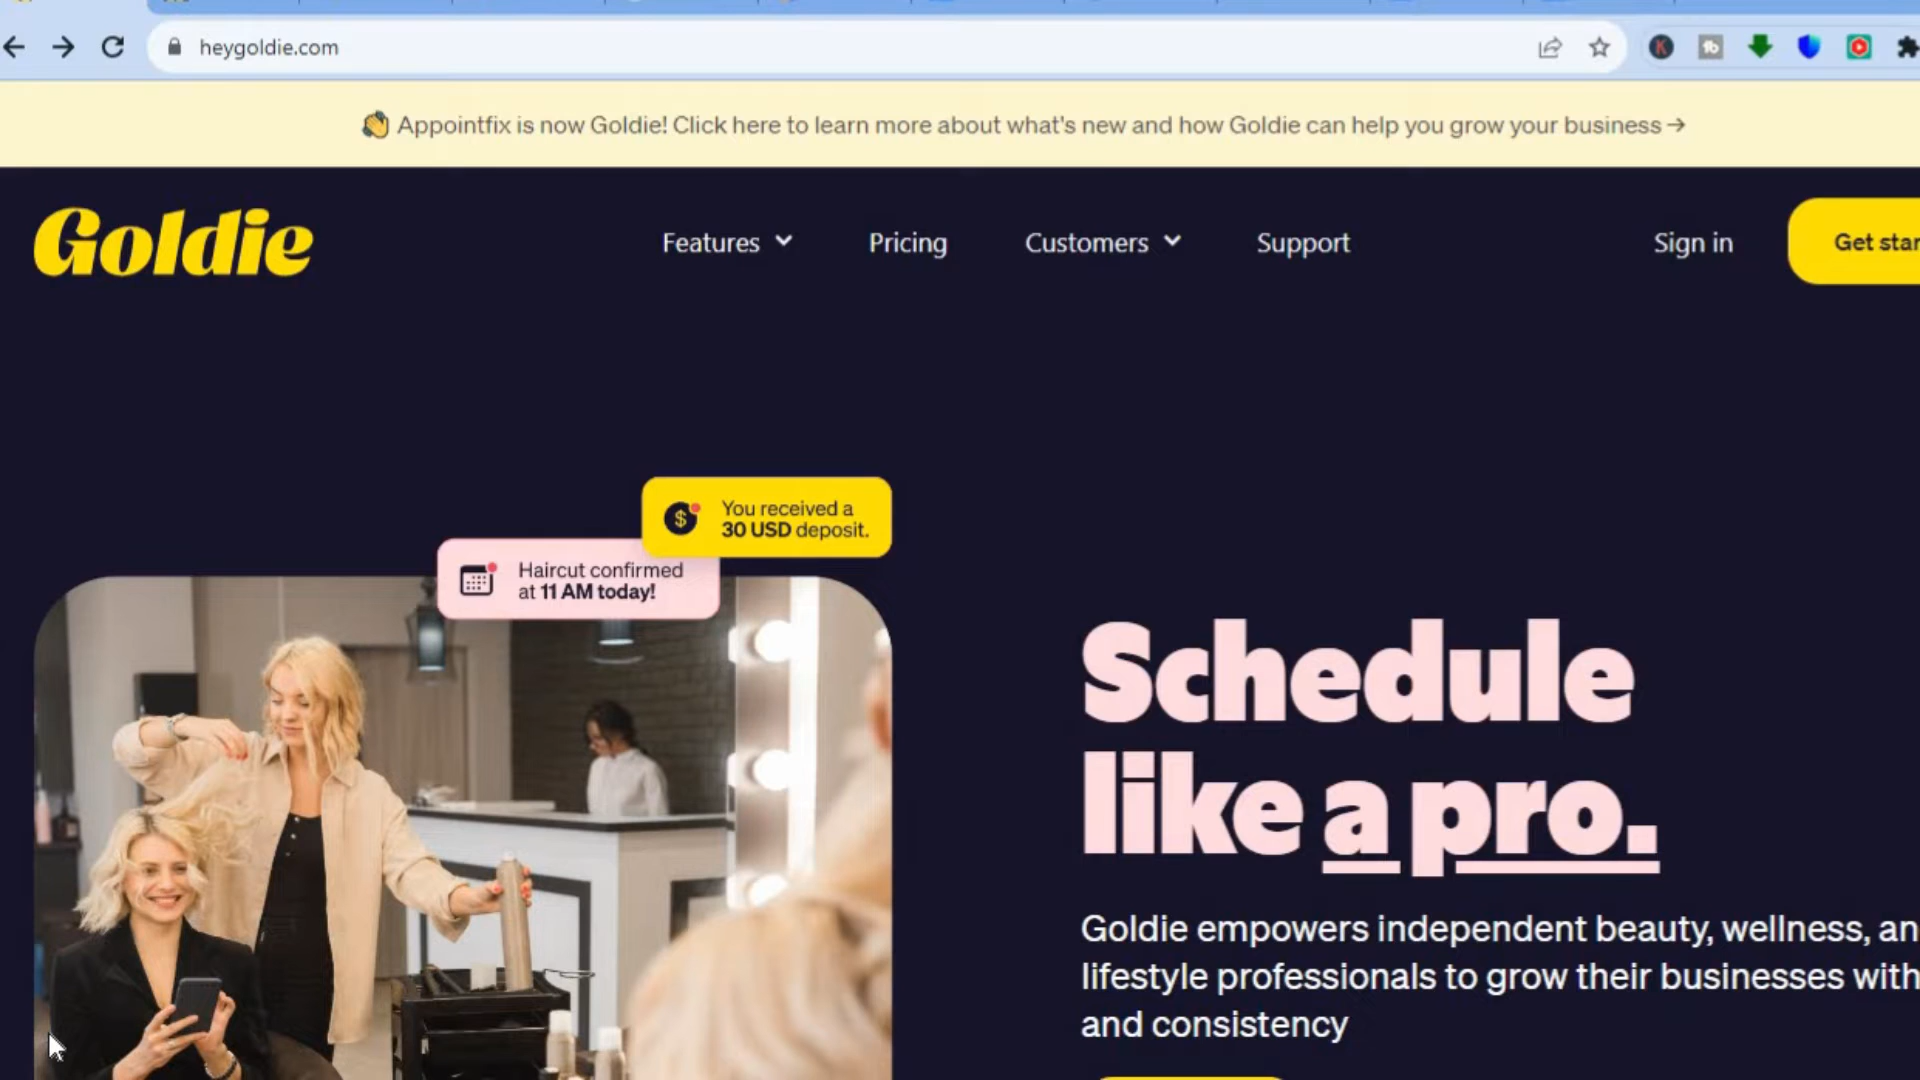 heygoldie.com
Appointfix is now Goldie! Click here to learn more about what's new and how Goldie can help you grow your business →
Goldie
Features
Pricing
Customers
Support
Sign in
Get star
You received a
30 USD deposit.
Haircut confirmed
at 11 AM today!
Schedule
like a pro.
Goldie empowers independent beauty, wellness, an
lifestyle professionals to grow their businesses with
and consistency